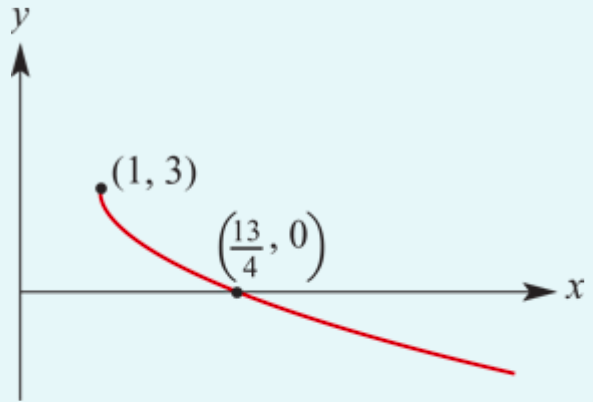 y
(1, 3)
(13/4, 0)
x